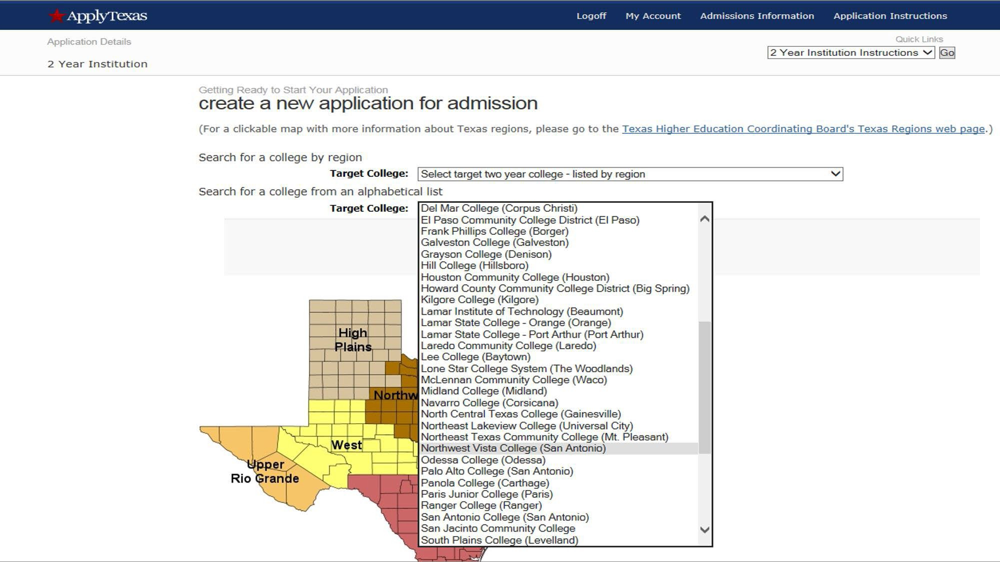 ApplyTexas
Logoff My Account Admissions Information Application Instructions
Application Details
Quick Links
2 Year Institution Instructions Go
2 Year Institution
Getting Ready to Start Your Application
create a new application for admission
(For a clickable map with more information about Texas regions, please go to the Texas Higher Education Coordinating Board's Texas Regions web page.)
Search for a college by region
Target College: Select target two year college - listed by region
Search for a college from an alphabetical list
Target College:
Del Mar College (Corpus Christi)
El Paso Community College District (El Paso)
Frank Phillips College (Borger)
Galveston College (Galveston)
Grayson College (Denison)
Hill College (Hillsboro)
Houston Community College (Houston)
Howard County Community College District (Big Spring)
Kilgore College (Kilgore)
Lamar Institute of Technology (Beaumont)
Lamar State College - Orange (Orange)
Lamar State College - Port Arthur (Port Arthur)
Laredo Community College (Laredo)
Lee College (Baytown)
Lone Star College System (The Woodlands)
McLennan Community College (Waco)
Midland College (Midland)
Navarro College (Corsicana)
North Central Texas College (Gainesville)
Northeast Lakeview College (Universal City)
Northeast Texas Community College (Mt. Pleasant)
Northwest Vista College (San Antonio)
Odessa College (Odessa)
Palo Alto College (San Antonio)
Panola College (Carthage)
Paris Junior College (Paris)
Ranger College (Ranger)
San Antonio College (San Antonio)
San Jacinto Community College
South Plains College (Levelland)
High
Plains
Northw
West
Upper
Rio Grande